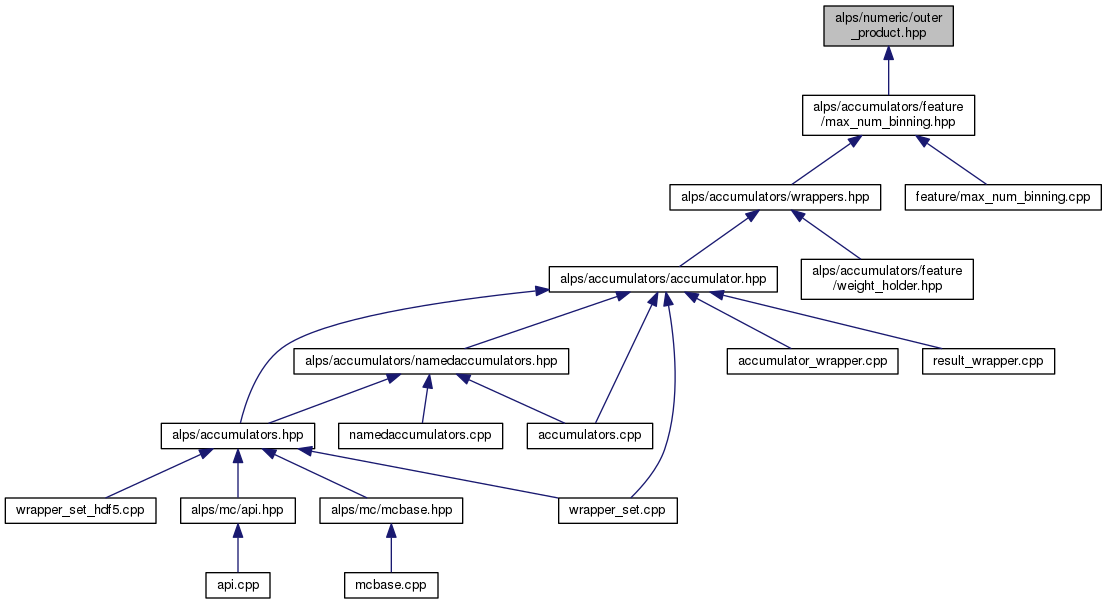 alps/numeric/outer
_product.hpp
alps/accumulators/feature
/max_num_binning.hpp
alps/accumulators/wrappers.hpp
feature/max_num_binning.cpp
alps/accumulators/accumulator.hpp
alps/accumulators/feature
/weight_holder.hpp
alps/accumulators/namedaccumulators.hpp
accumulator_wrapper.cpp
result_wrapper.cpp
alps/accumulators.hpp
namedaccumulators.cpp
accumulators.cpp
wrapper_set_hdf5.cpp
alps/mc/api.hpp
alps/mc/mcbase.hpp
wrapper_set.cpp
api.cpp
mcbase.cpp